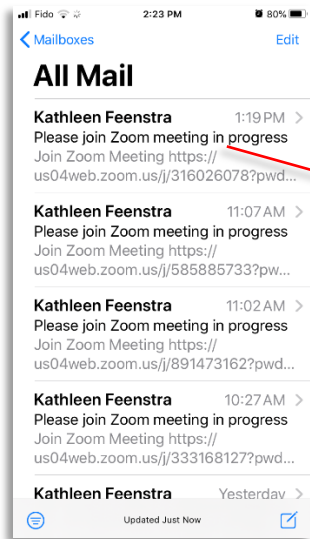 Fido 2:23 PM 80%
Mailboxes Edit
All Mail
Kathleen Feenstra 1:19 PM
Please join Zoom meeting in progress
Join Zoom Meeting https://
us04web.zoom.us/j/316026078?pwd...
Kathleen Feenstra 11:07 AM
Please join Zoom meeting in progress
Join Zoom Meeting https://
us04web.zoom.us/j/585885733?pw...
Kathleen Feenstra 11:02 AM
Please join Zoom meeting in progress
Join Zoom Meeting https://
us04web.zoom.us/j/891473162?pwd...
Kathleen Feenstra 10:27 AM
Please join Zoom meeting in progress
Join Zoom Meeting https://
us04web.zoom.us/j/333168127?pwd...
Kathleen Feenstra Yesterday
Updated Just Now